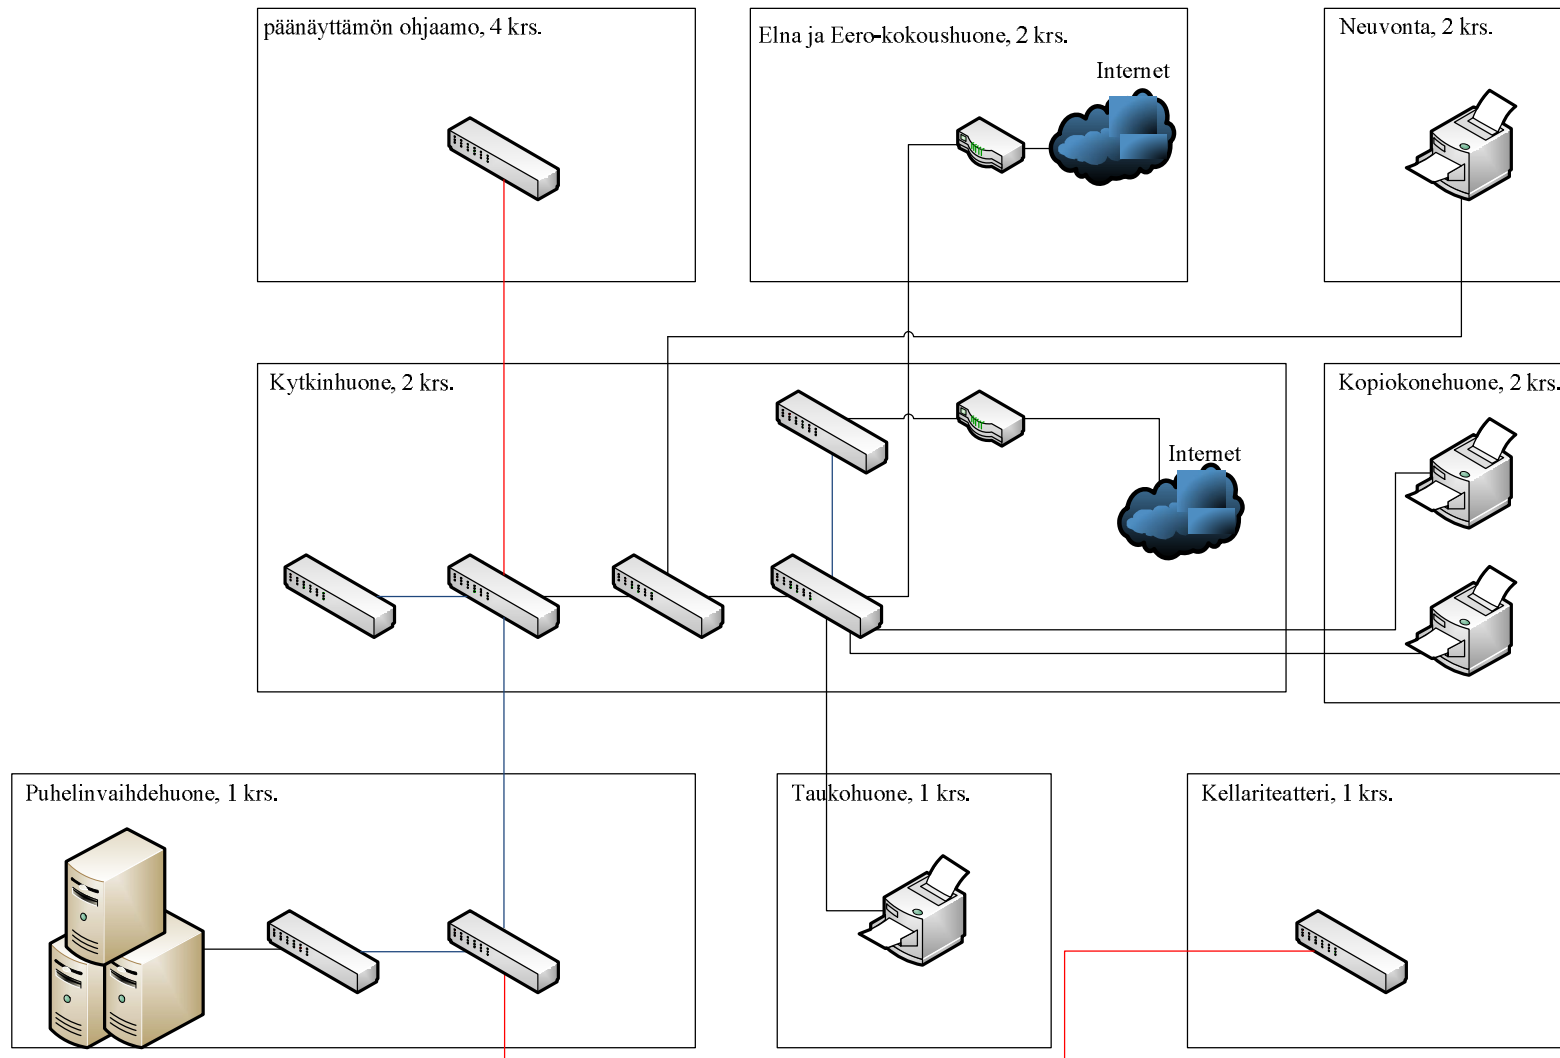 päänäyttämön ohjaamo, 4 krs.
Elna ja Eero-kokoushuone, 2 krs.
Internet
Neuvonta, 2 krs.
Kytkinhuone, 2 krs.
Internet
Kopiokonehuone, 2 krs.
Puhelinvaihdehuone, 1 krs.
Taukohuone, 1 krs.
Kellariteatteri, 1 krs.